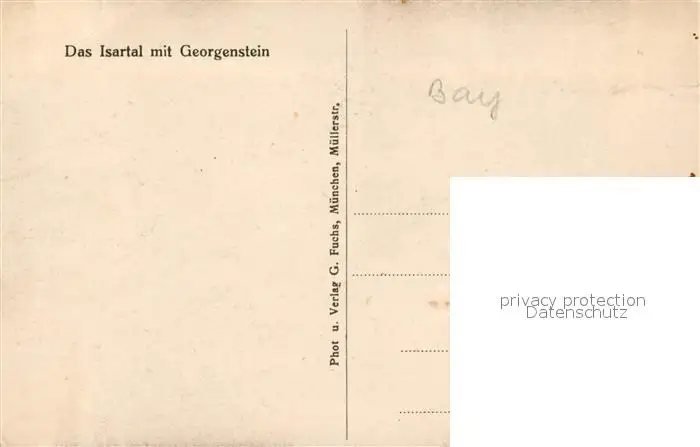 Das Isartal mit Georgenstein
Phot u. Verlag G. Fuchs, München, Müllerstr.
Bay
privacy protection
Datenschutz